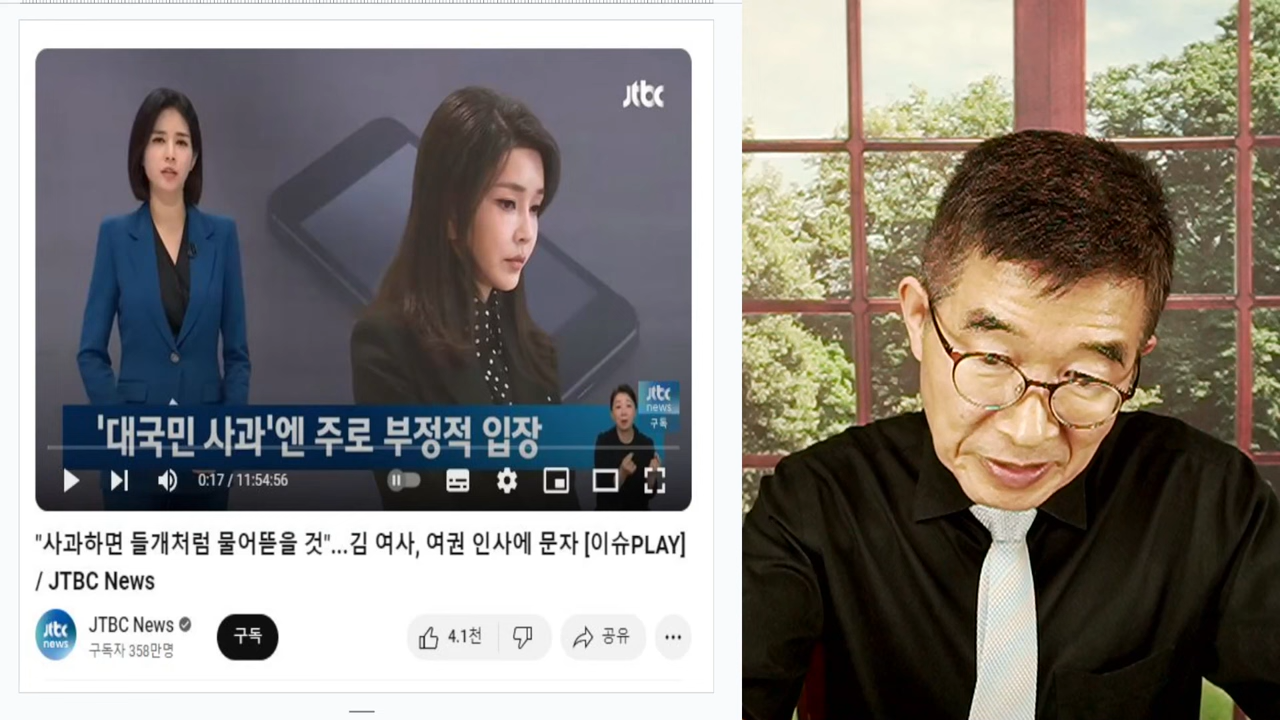 jtbc
jtbc
news
구독
'대국민 사과'엔 주로 부정적 입장
0:17 / 11:54:56
"사과하면 들개처럼 물어뜯을 것"...김 여사, 여권 인사에 문자 [이슈PLAY]
/ JTBC News
jtbc
news
JTBC News
구독자 358만명
구독
4.1천
공유